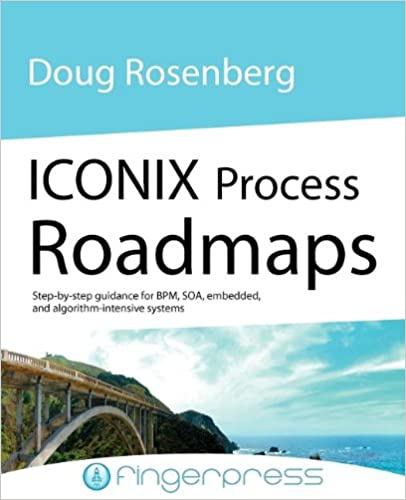 Doug Rosenberg
ICONIX Process
Roadmaps
Step-by-step guidance for BPM, SOA, embedded,
and algorithm-intensive systems
fingerpress